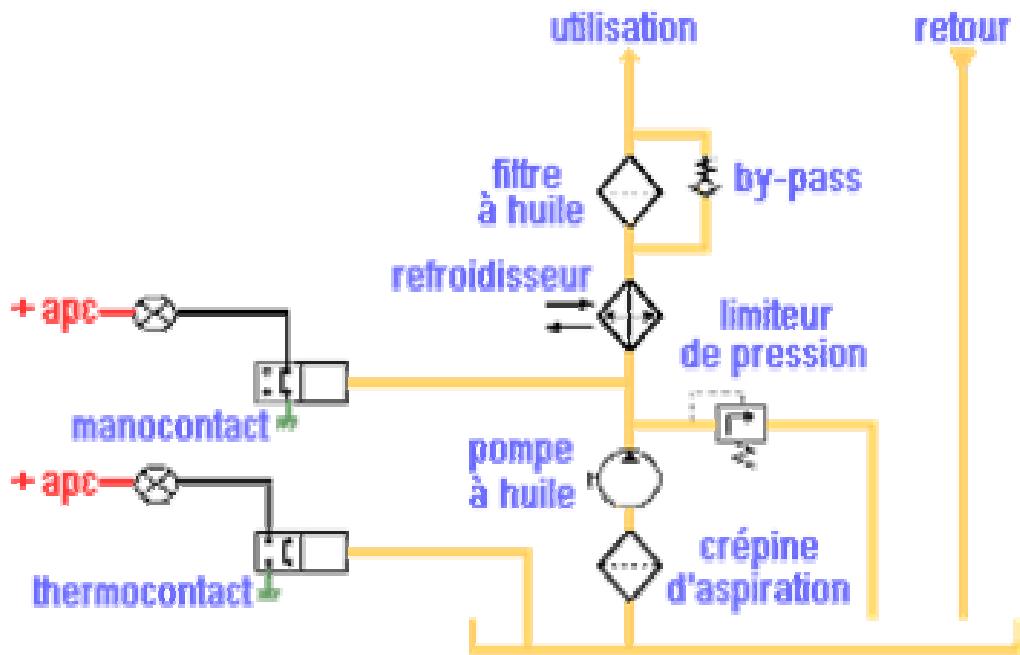 utilisation
retour
filtre
à huile
by-pass
refroidisseur
+ apc
limiteur
de pression
manocontact
pompe
à huile
+ apc
crépine
d'aspiration
thermocontact